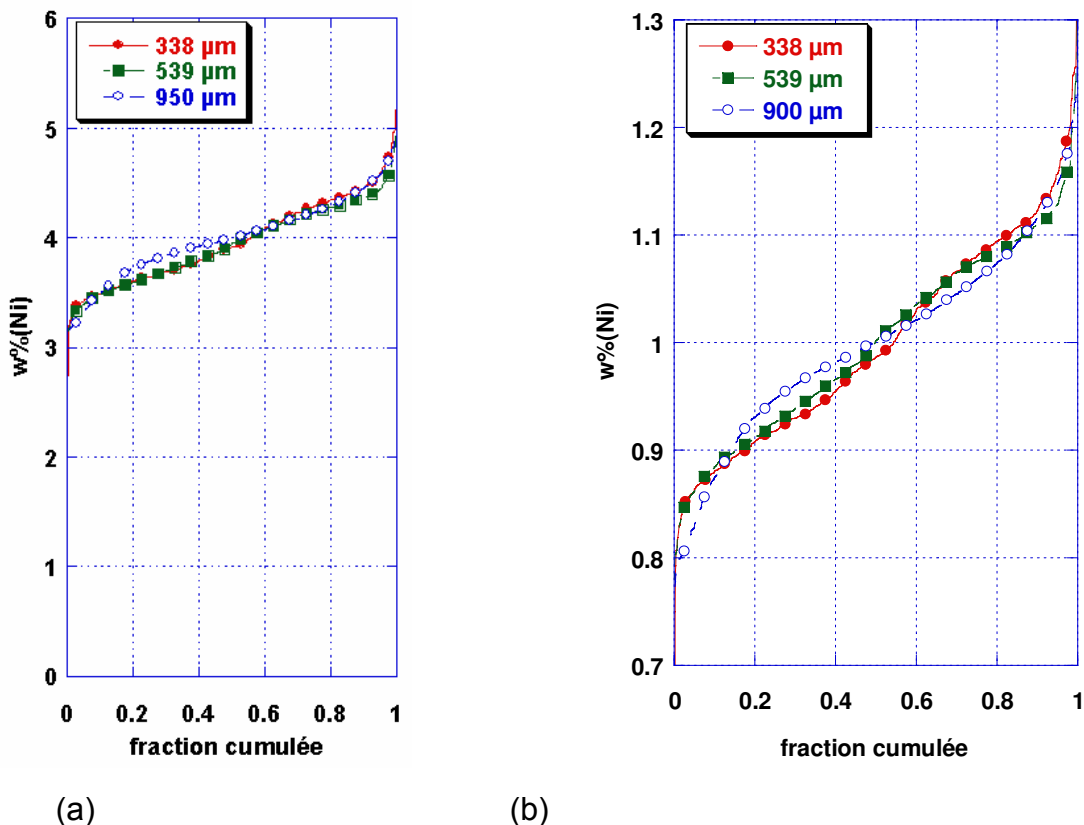 338 µm
539 µm
950 µm
6
5
4
3
2
1
0
w%(Ni)
0 0.2 0.4 0.6 0.8 1
fraction cumulée
(a)
338 µm
539 µm
900 µm
1.3
1.2
1.1
1
0.9
0.8
0.7
w%(Ni)
0 0.2 0.4 0.6 0.8 1
fraction cumulée
(b)